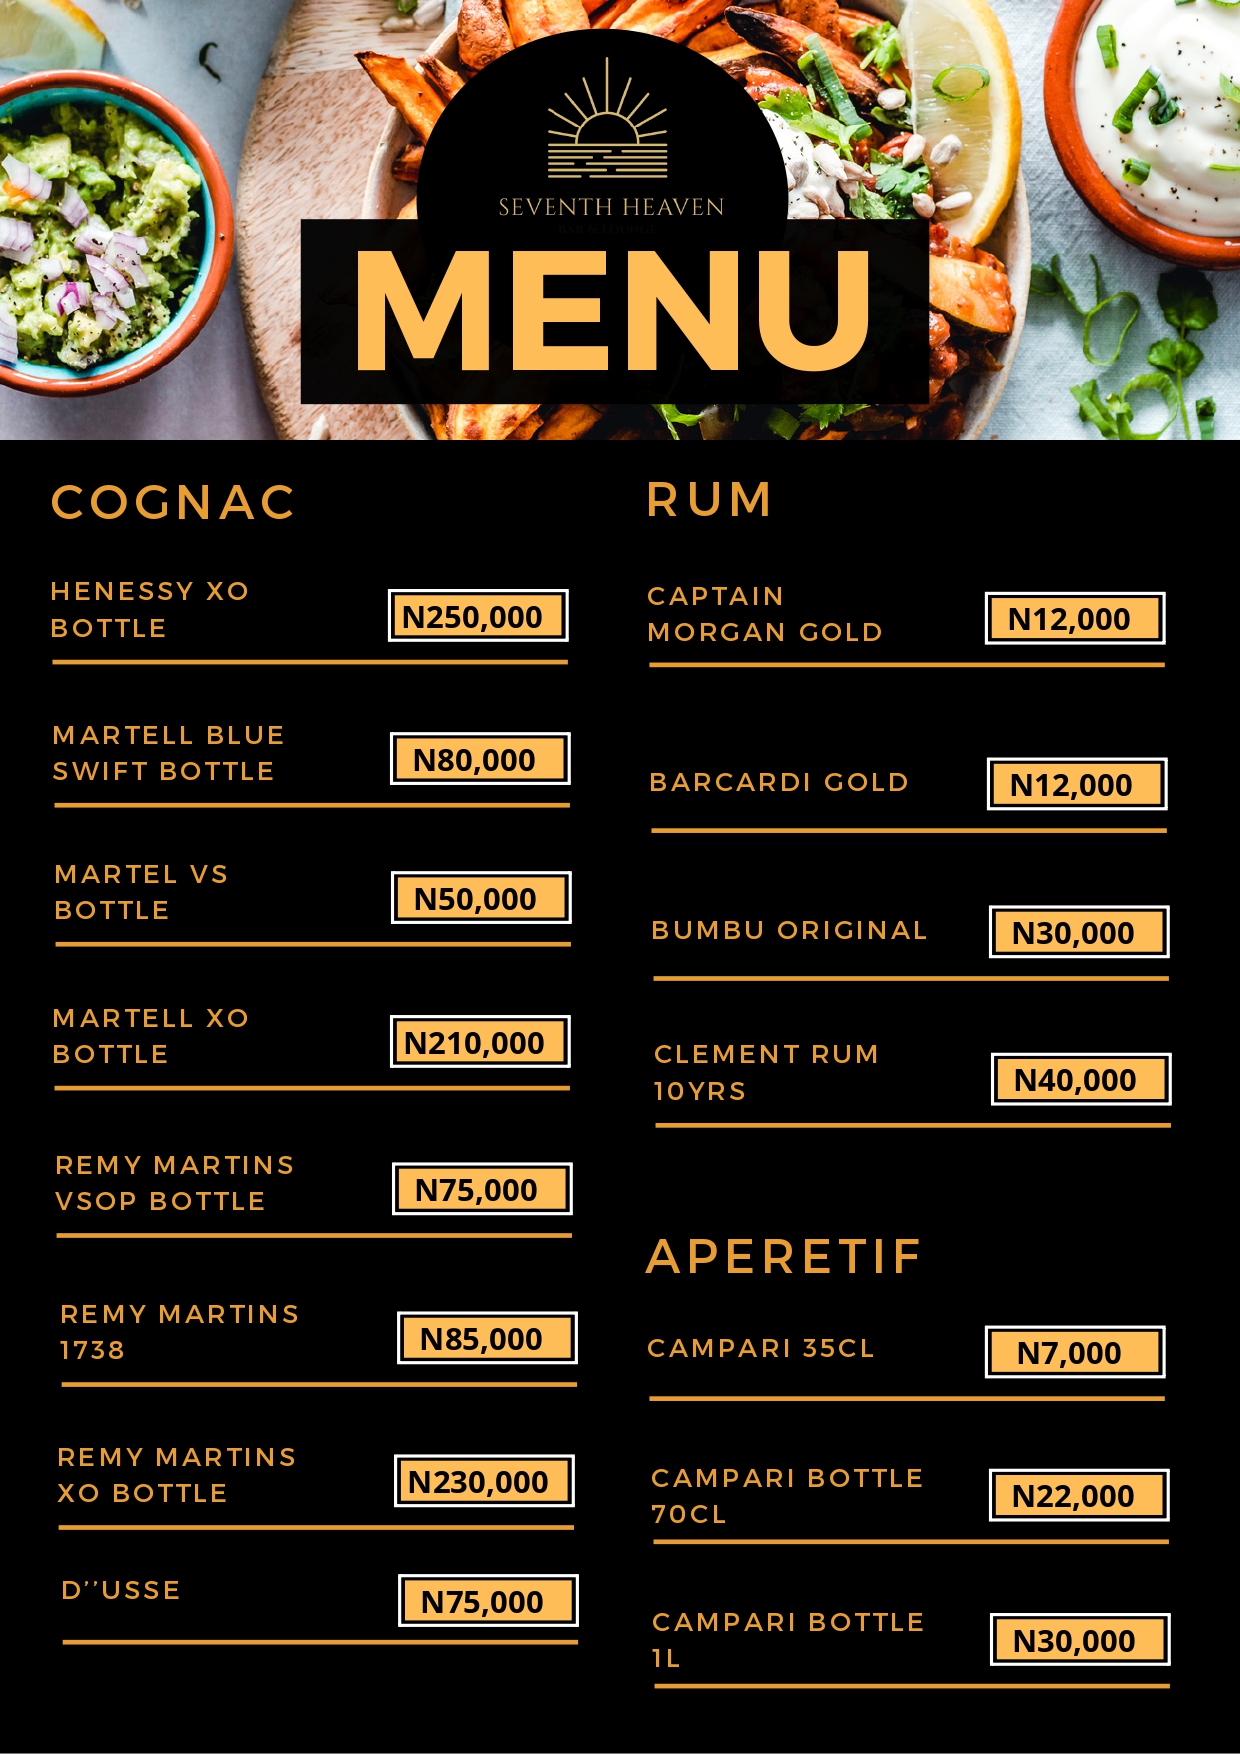 SEVENTH HEAVEN
BAR & LOUNGE
MENU
COGNAC
HENESSY XO
BOTTLE
N250,000
MARTELL BLUE
SWIFT BOTTLE
N80,000
MARTEL VS
BOTTLE
N50,000
MARTELL XO
BOTTLE
N210,000
REMY MARTINS
VSOP BOTTLE
N75,000
REMY MARTINS
1738
N85,000
REMY MARTINS
XO BOTTLE
N230,000
D’’USSE
N75,000
RUM
CAPTAIN
MORGAN GOLD
N12,000
BARCARDI GOLD
N12,000
BUMBU ORIGINAL
N30,000
CLEMENT RUM
10YRS
N40,000
APERETIF
CAMPARI 35CL
N7,000
CAMPARI BOTTLE
70CL
N22,000
CAMPARI BOTTLE
1L
N30,000